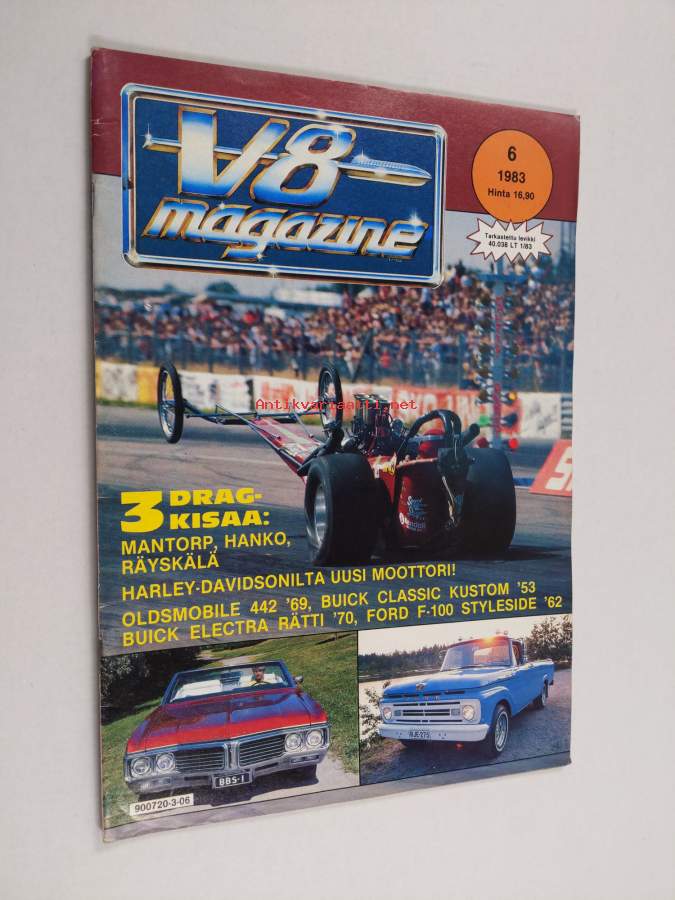 V8
magazine
6
1983
Hinta 16,90
Tarkastettu levikki
40.038 LT 1/83
Antikvariaatti.net
3 DRAG-
KISAA:
MANTORP, HANKO,
RÄYSKÄLÄ
HARLEY-DAVIDSONILTA UUSI MOOTTORI!
OLDSMOBILE 442 '69, BUICK CLASSIC KUSTOM '53
BUICK ELECTRA RÄTTI '70, FORD F-100 STYLESIDE '62
BBS-1
900720-3-06